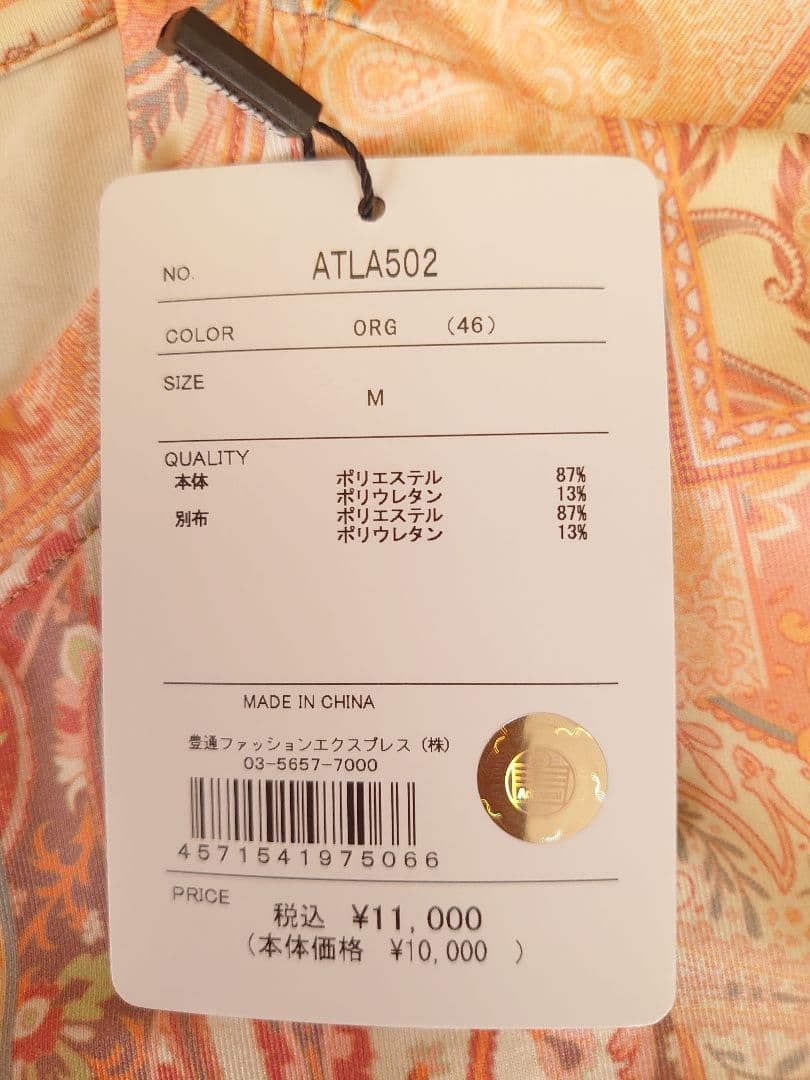 NO. ATLA502
COLOR ORG (46)
SIZE M
QUALITY
本体 ポリエステル 87%
ポリウレタン 13%
別布 ポリエステル 87%
ポリウレタン 13%
MADE IN CHINA
豊通ファッションエクスプレス（株）
03-5657-7000
Admiral
4571541975066
PRICE 税込 ¥11,000
(本体価格 ¥10,000 )